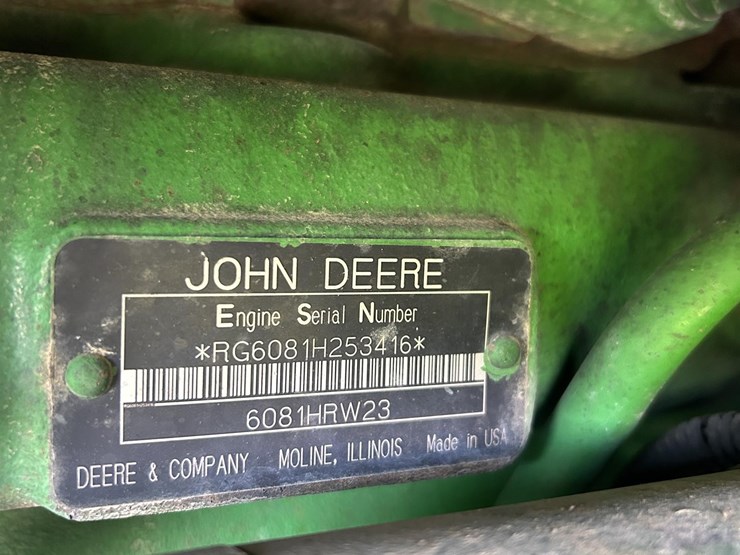 JOHN DEERE
Engine Serial Number
*RG6081H253416*
6081HRW23
DEERE & COMPANY MOLINE, ILLINOIS Made in USA